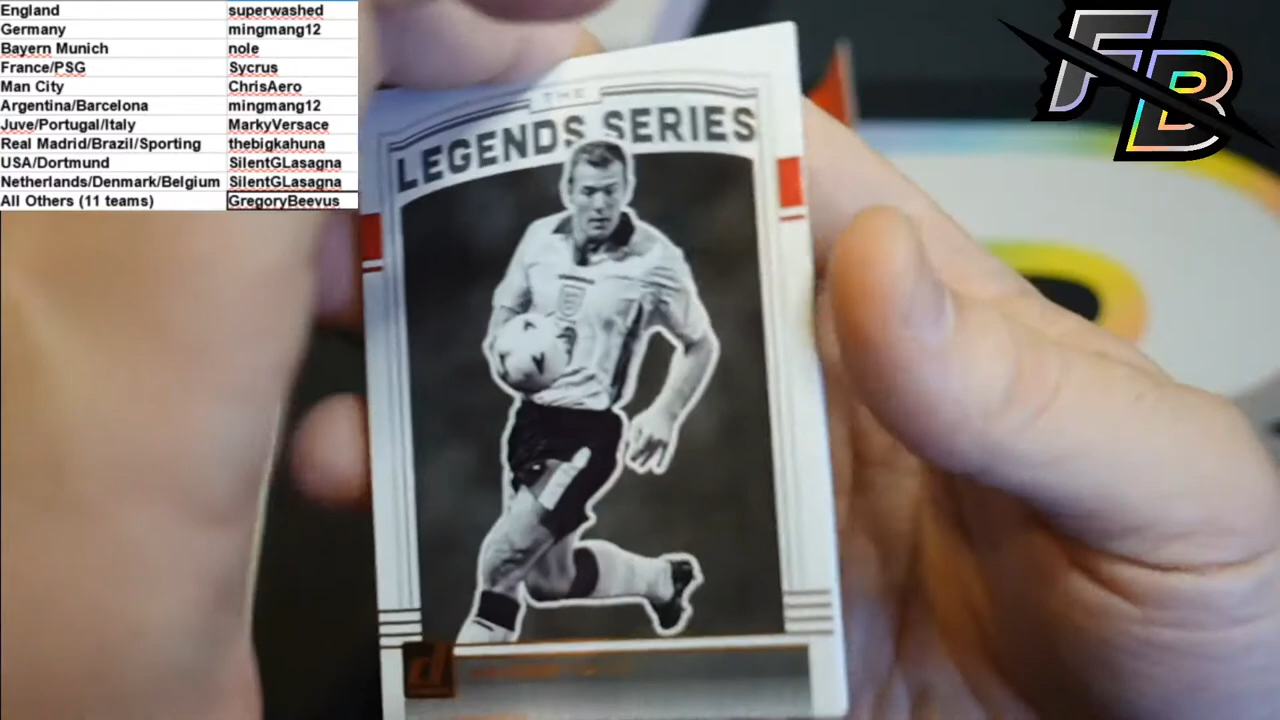 England superwashed
Germany mingmang12
Bayern Munich nole
France/PSG Sycrus
Man City ChrisAero
Argentina/Barcelona mingmang12
Juve/Portugal/Italy MarkyVersace
Real Madrid/Brazil/Sporting thebigkahuna
USA/Dortmund SilentGLasagna
Netherlands/Denmark/Belgium SilentGLasagna
All Others (11 teams) GregoryBeevus
FB
THE
LEGENDS SERIES
d